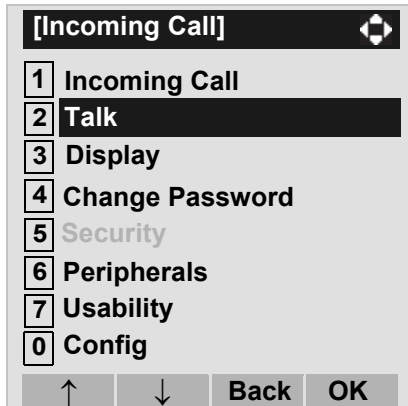 [Incoming Call]
1 Incoming Call
2 Talk
3 Display
4 Change Password
5 Security
6 Peripherals
7 Usability
0 Config
↑ ↓ Back OK